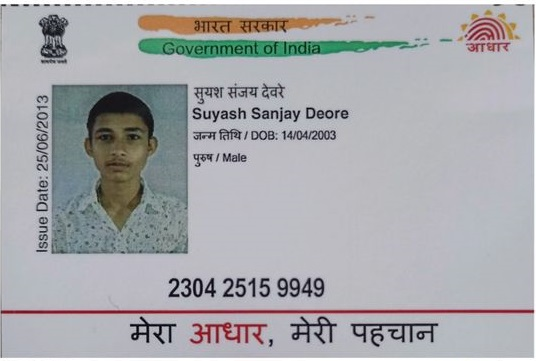 भारत सरकार
Government of India
आधार
Issue Date: 25/06/2013
सुयश संजय देवरे
Suyash Sanjay Deore
जन्म तिथि / DOB: 14/04/2003
पुरुष / Male
2304 2515 9949
मेरा आधार, मेरी पहचान